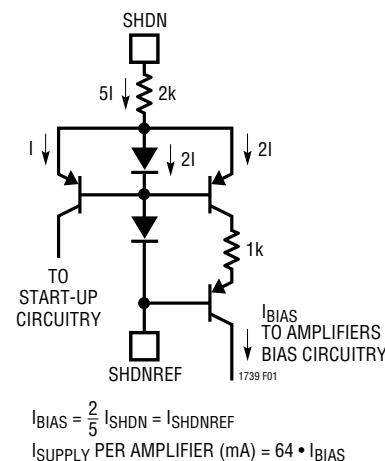 SHDN
5I
2k
I
2I
2I
1k
TO
START-UP
CIRCUITRY
I_BIAS
TO AMPLIFIERS
BIAS CIRCUITRY
SHDNREF
1739 F01
I_BIAS = 2/5 I_SHDN = I_SHDNREF
I_SUPPLY PER AMPLIFIER (mA) = 64 • I_BIAS